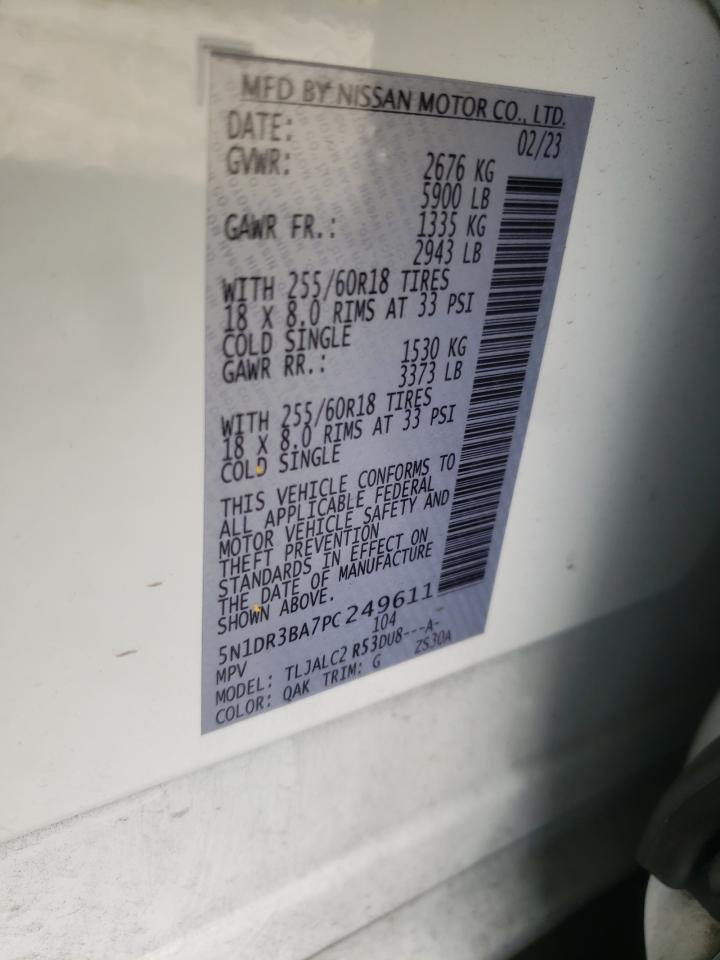 MFD BY NISSAN MOTOR CO., LTD.
DATE: 02/23
GVWR: 2676 KG
5900 LB
GAWR FR.: 1335 KG
2943 LB
WITH 255/60R18 TIRES
18 X 8.0 RIMS AT 33 PSI
COLD SINGLE
GAWR RR.: 1530 KG
3373 LB
WITH 255/60R18 TIRES
18 X 8.0 RIMS AT 33 PSI
COLD SINGLE
THIS VEHICLE CONFORMS TO
ALL APPLICABLE FEDERAL
MOTOR VEHICLE SAFETY AND
THEFT PREVENTION
STANDARDS IN EFFECT ON
THE DATE OF MANUFACTURE
SHOWN ABOVE.
5N1DR3BA7PC249611
MPV 104
MODEL: TLJALC2 R53DU8---A-
COLOR: QAK TRIM: G ZS30A